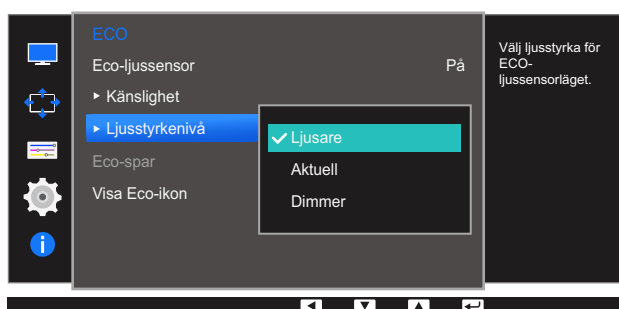 ECO
Eco-ljussensor På
▸ Känslighet
▸ Ljusstyrkenivå
Eco-spar
Visa Eco-ikon
Ljusare
Aktuell
Dimmer
Välj ljusstyrka för
ECO-
ljussensorläget.